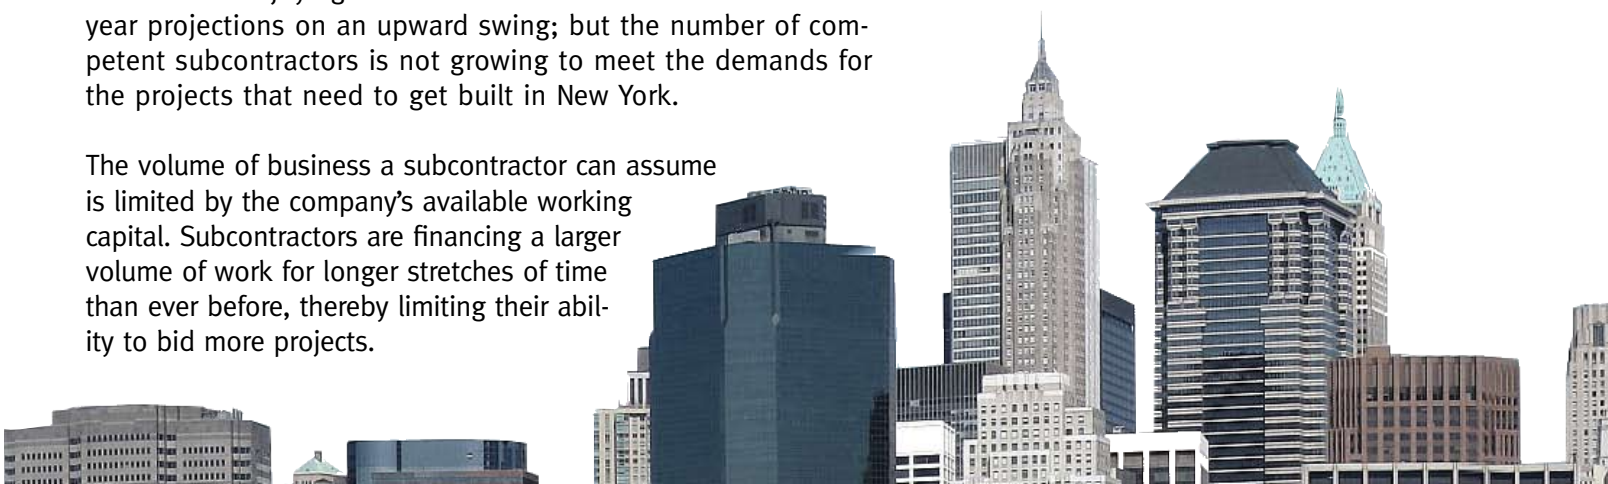 year projections on an upward swing; but the number of com-
petent subcontractors is not growing to meet the demands for
the projects that need to get built in New York.
The volume of business a subcontractor can assume
is limited by the company's available working
capital. Subcontractors are financing a larger
volume of work for longer stretches of time
than ever before, thereby limiting their abil-
ity to bid more projects.